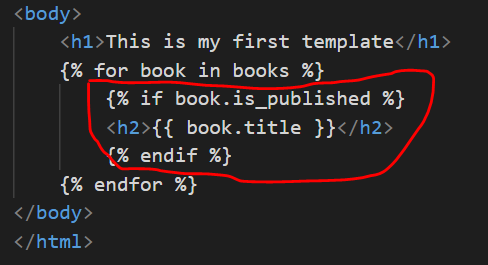 <body>
<h1>This is my first template</h1>
{% for book in books %}
{% if book.is_published %}
<h2>{{ book.title }}</h2>
{% endif %}
{% endfor %}
</body>
</html>